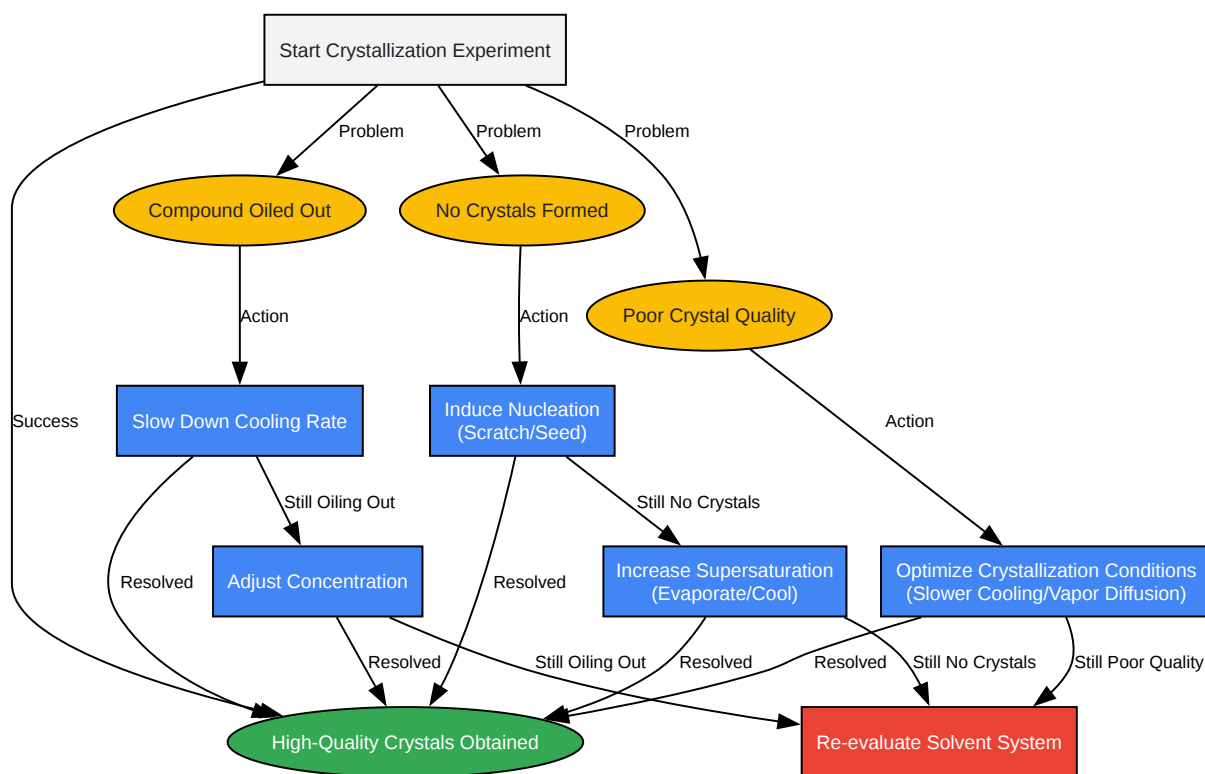 Start Crystallization Experiment
Problem
Problem
Problem
Compound Oiled Out
No Crystals Formed
Poor Crystal Quality
Action
Action
Action
Success
Slow Down Cooling Rate
Induce Nucleation
(Scratch/Seed)
Still Oiling Out
Still No Crystals
Resolved
Adjust Concentration
Resolved
Increase Supersaturation
(Evaporate/Cool)
Optimize Crystallization Conditions
(Slower Cooling/Vapor Diffusion)
Resolved
Still Oiling Out
Resolved
Resolved
Still No Crystals
Still Poor Quality
High-Quality Crystals Obtained
Re-evaluate Solvent System